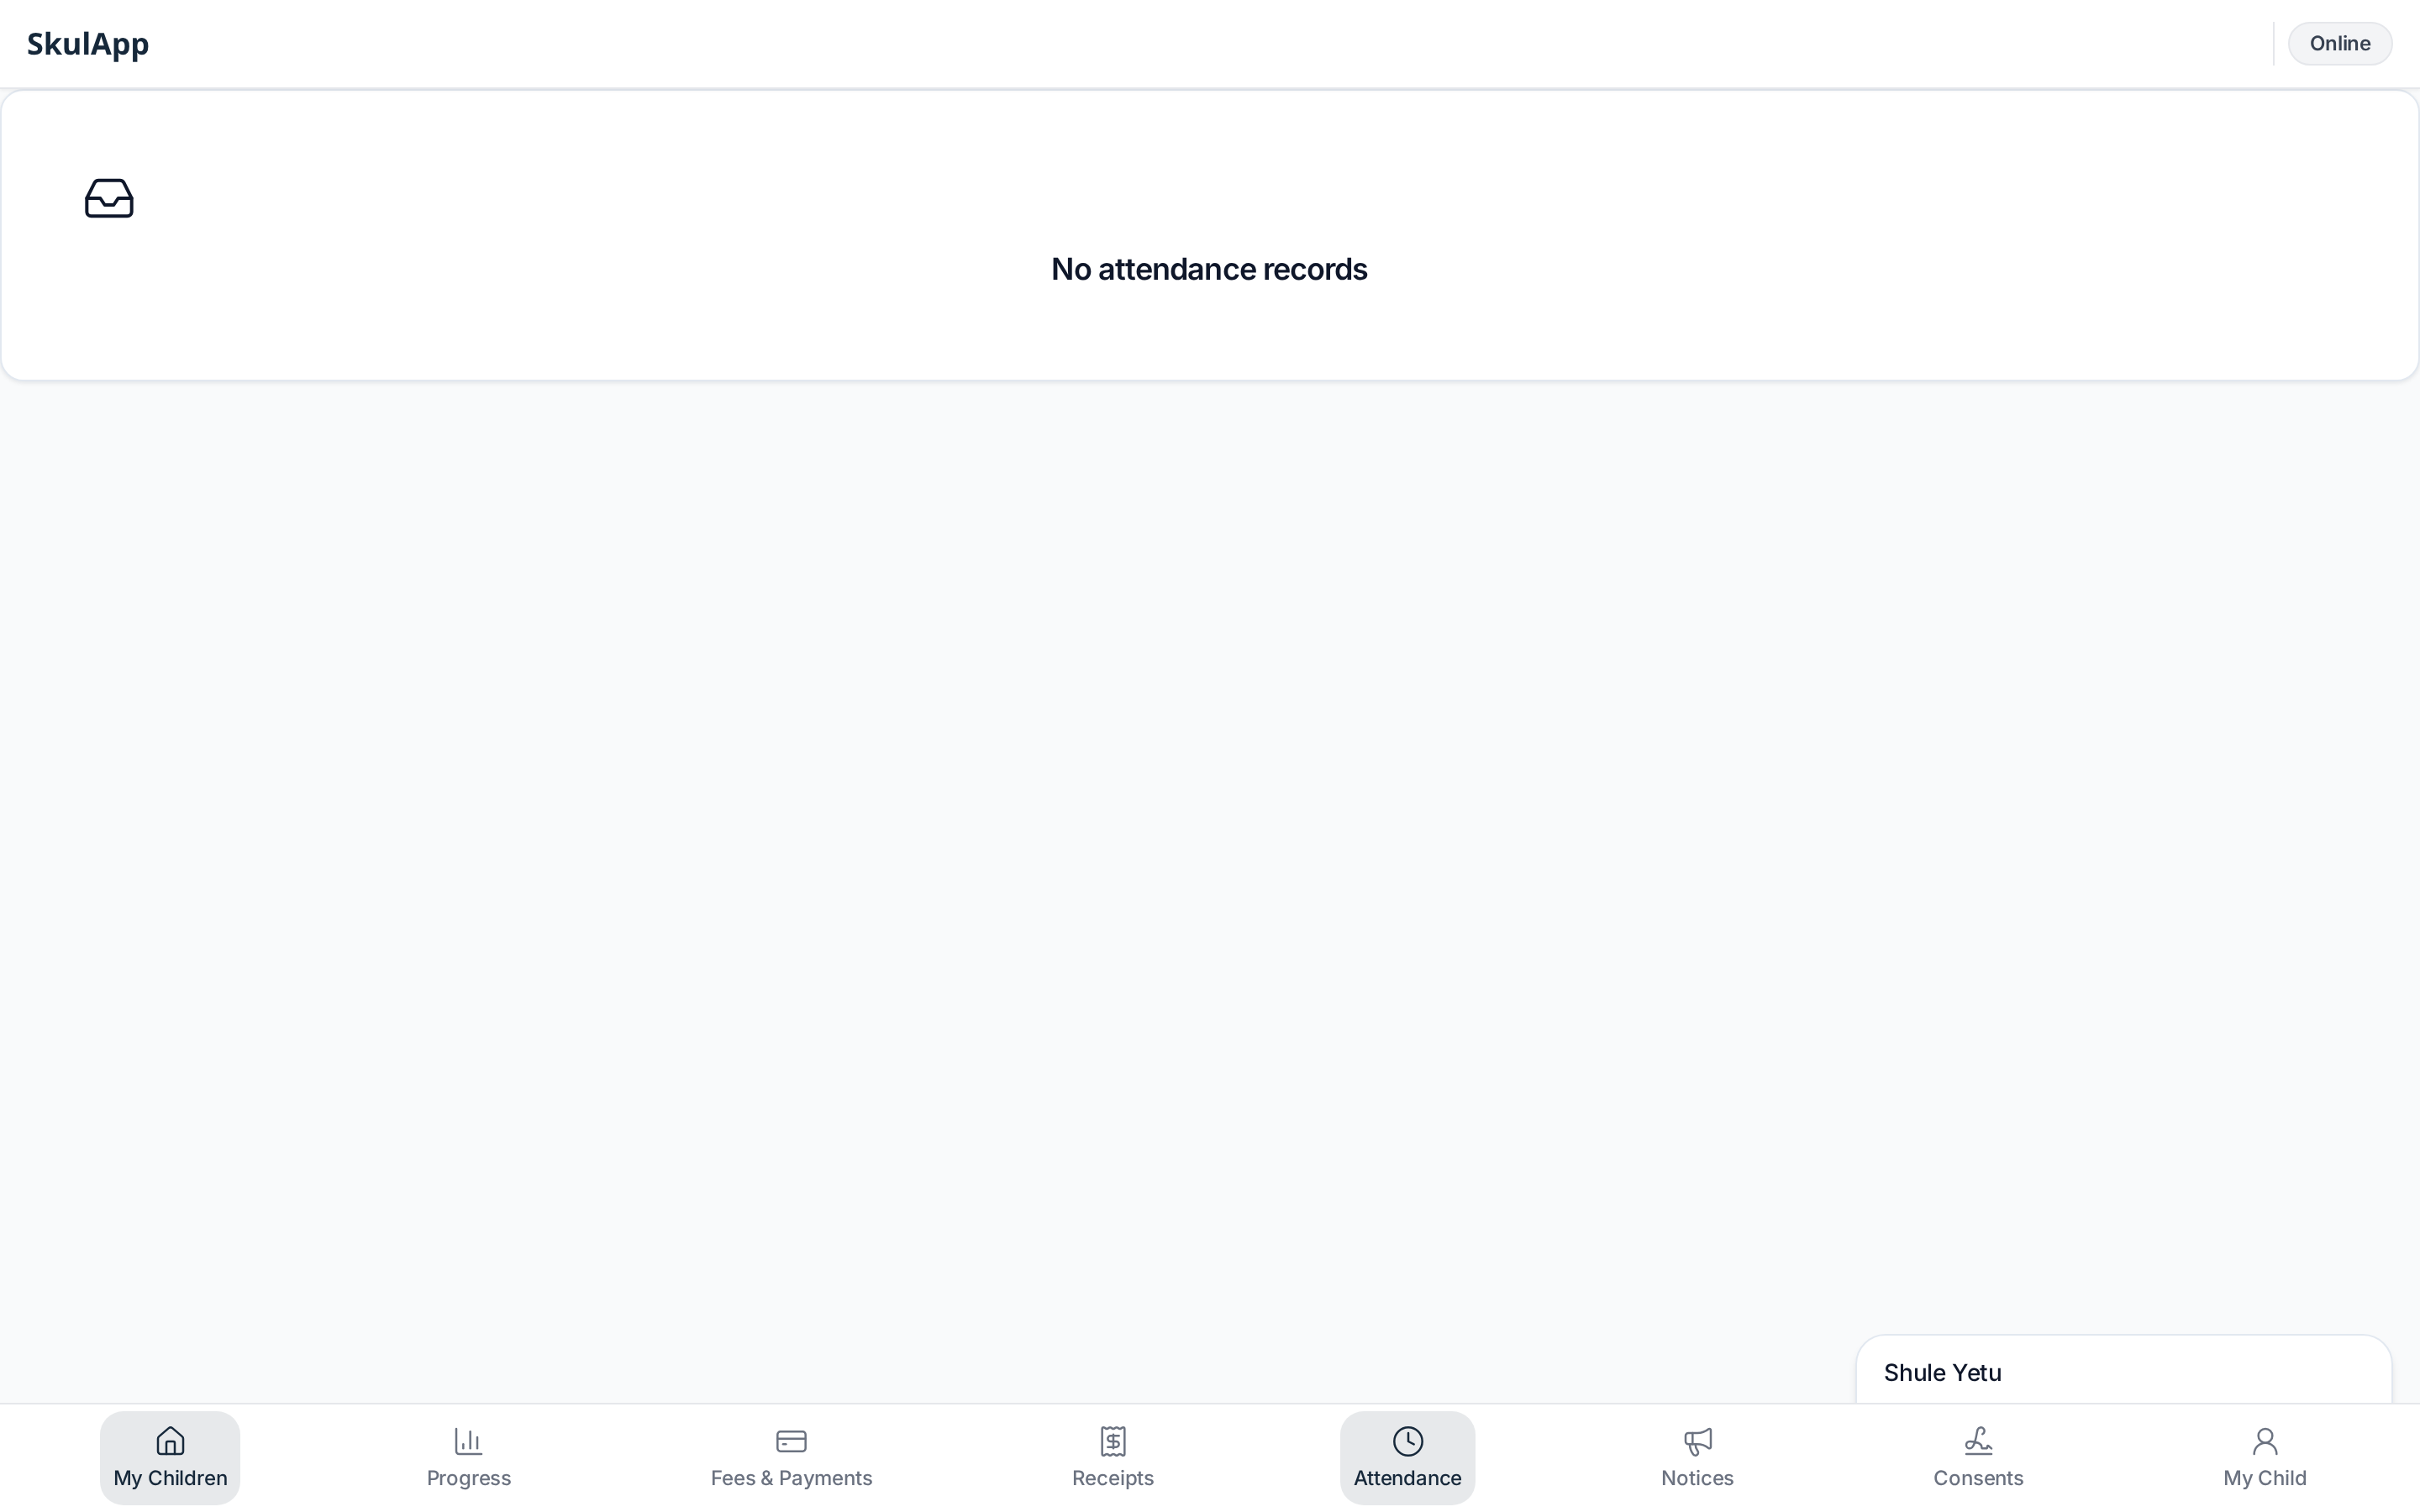 SkulApp
Online
No attendance records
Shule Yetu
My Children
Progress
Fees & Payments
Receipts
Attendance
Notices
Consents
My Child